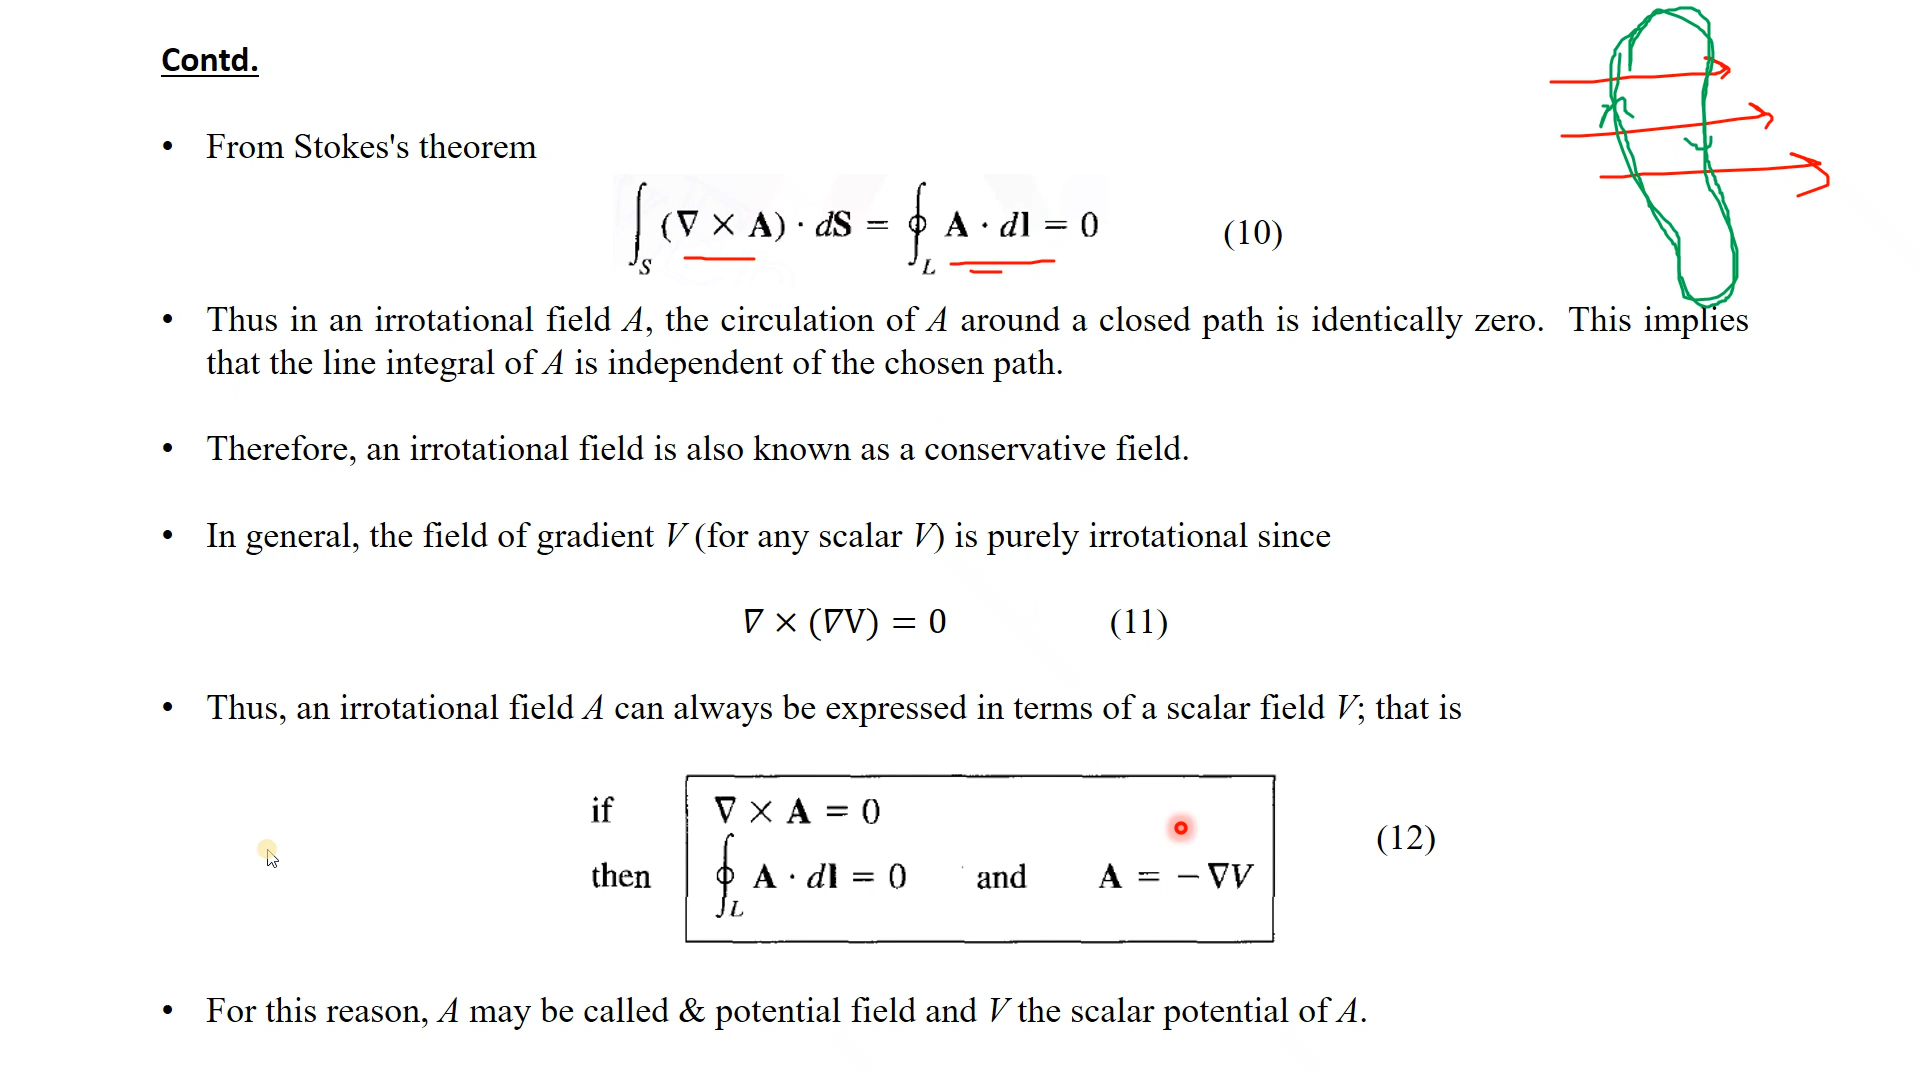 Contd.
• From Stokes's theorem
∫_S (∇ × A) · dS = ∮_L A · dl = 0 (10)
• Thus in an irrotational field A, the circulation of A around a closed path is identically zero. This implies
that the line integral of A is independent of the chosen path.
• Therefore, an irrotational field is also known as a conservative field.
• In general, the field of gradient V (for any scalar V) is purely irrotational since
∇ × (∇V) = 0 (11)
• Thus, an irrotational field A can always be expressed in terms of a scalar field V; that is
if ∇ × A = 0
(12)
then ∮_L A · dl = 0 and A = − ∇V
• For this reason, A may be called & potential field and V the scalar potential of A.